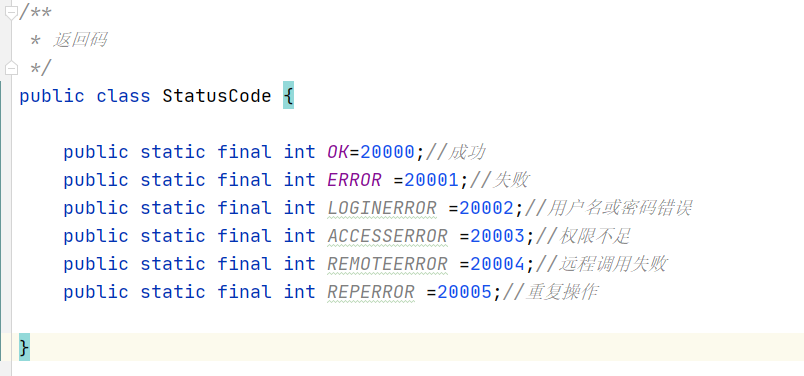 /**
 * 返回码
 */
public class StatusCode {
    public static final int OK=20000;//成功
    public static final int ERROR =20001;//失败
    public static final int LOGINERROR =20002;//用户名或密码错误
    public static final int ACCESSERROR =20003;//权限不足
    public static final int REMOTEERROR =20004;//远程调用失败
    public static final int REPERROR =20005;//重复操作
}